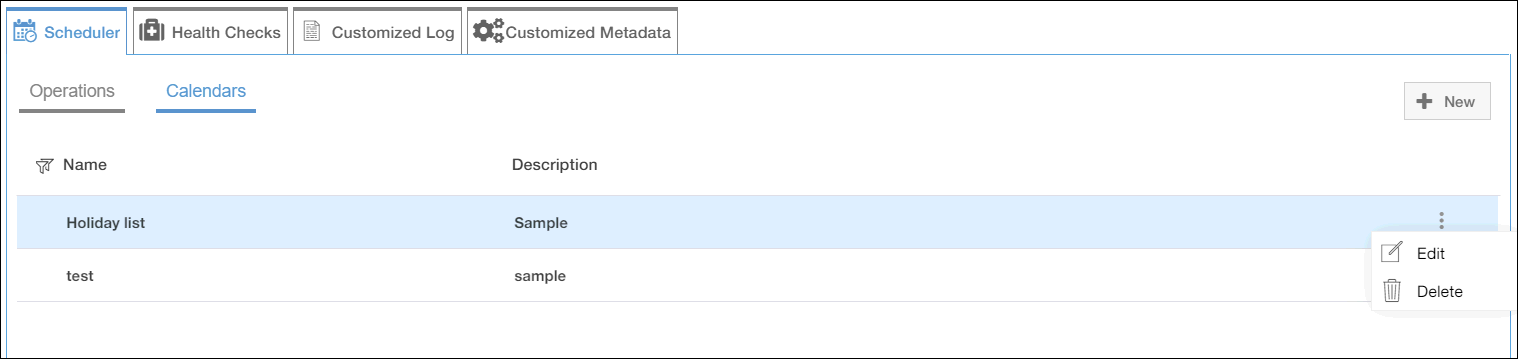 Scheduler Health Checks Customized Log Customized Metadata
Operations Calendars
New
Name Description
Holiday list Sample
Edit
test sample
Delete